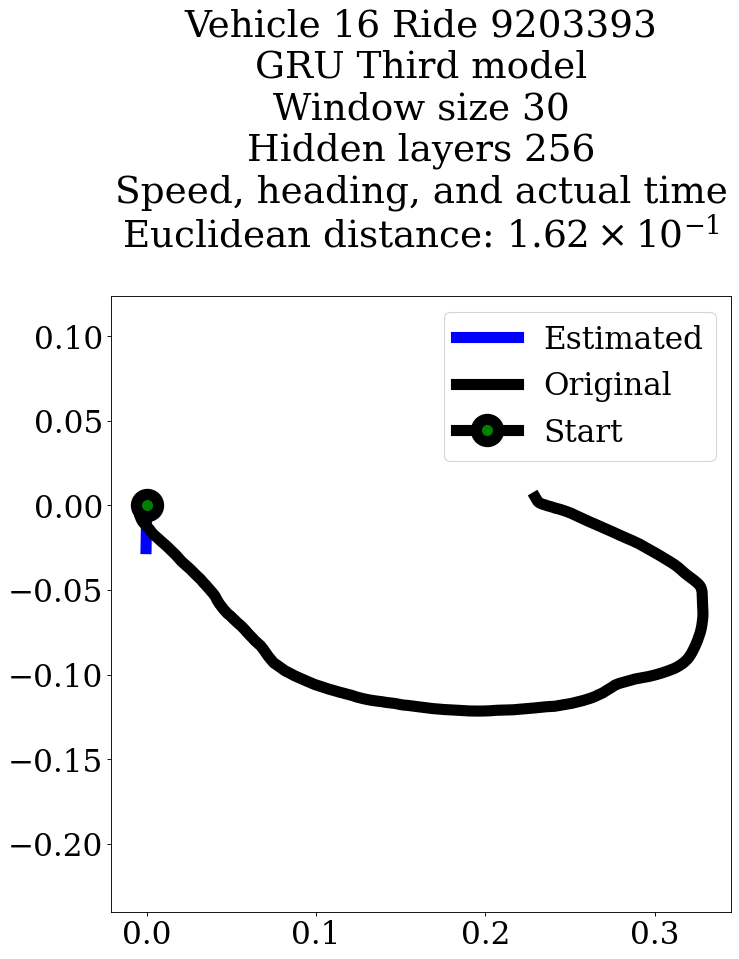 Vehicle 16 Ride 9203393
GRU Third model
Window size 30
Hidden layers 256
Speed, heading, and actual time
Euclidean distance: 1.62 × 10⁻¹
Estimated
Original
Start
0.10
0.05
0.00
−0.05
−0.10
−0.15
−0.20
0.0 0.1 0.2 0.3